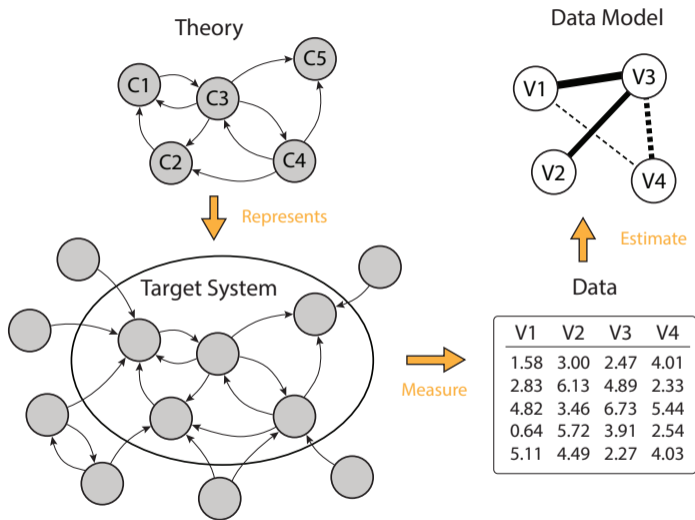 Theory
C1
C3
C5
C2
C4
Represents
Target System
Measure
Data Model
V1
V3
V2
V4
Estimate
Data
V1 V2 V3 V4
1.58 3.00 2.47 4.01
2.83 6.13 4.89 2.33
4.82 3.46 6.73 5.44
0.64 5.72 3.91 2.54
5.11 4.49 2.27 4.03